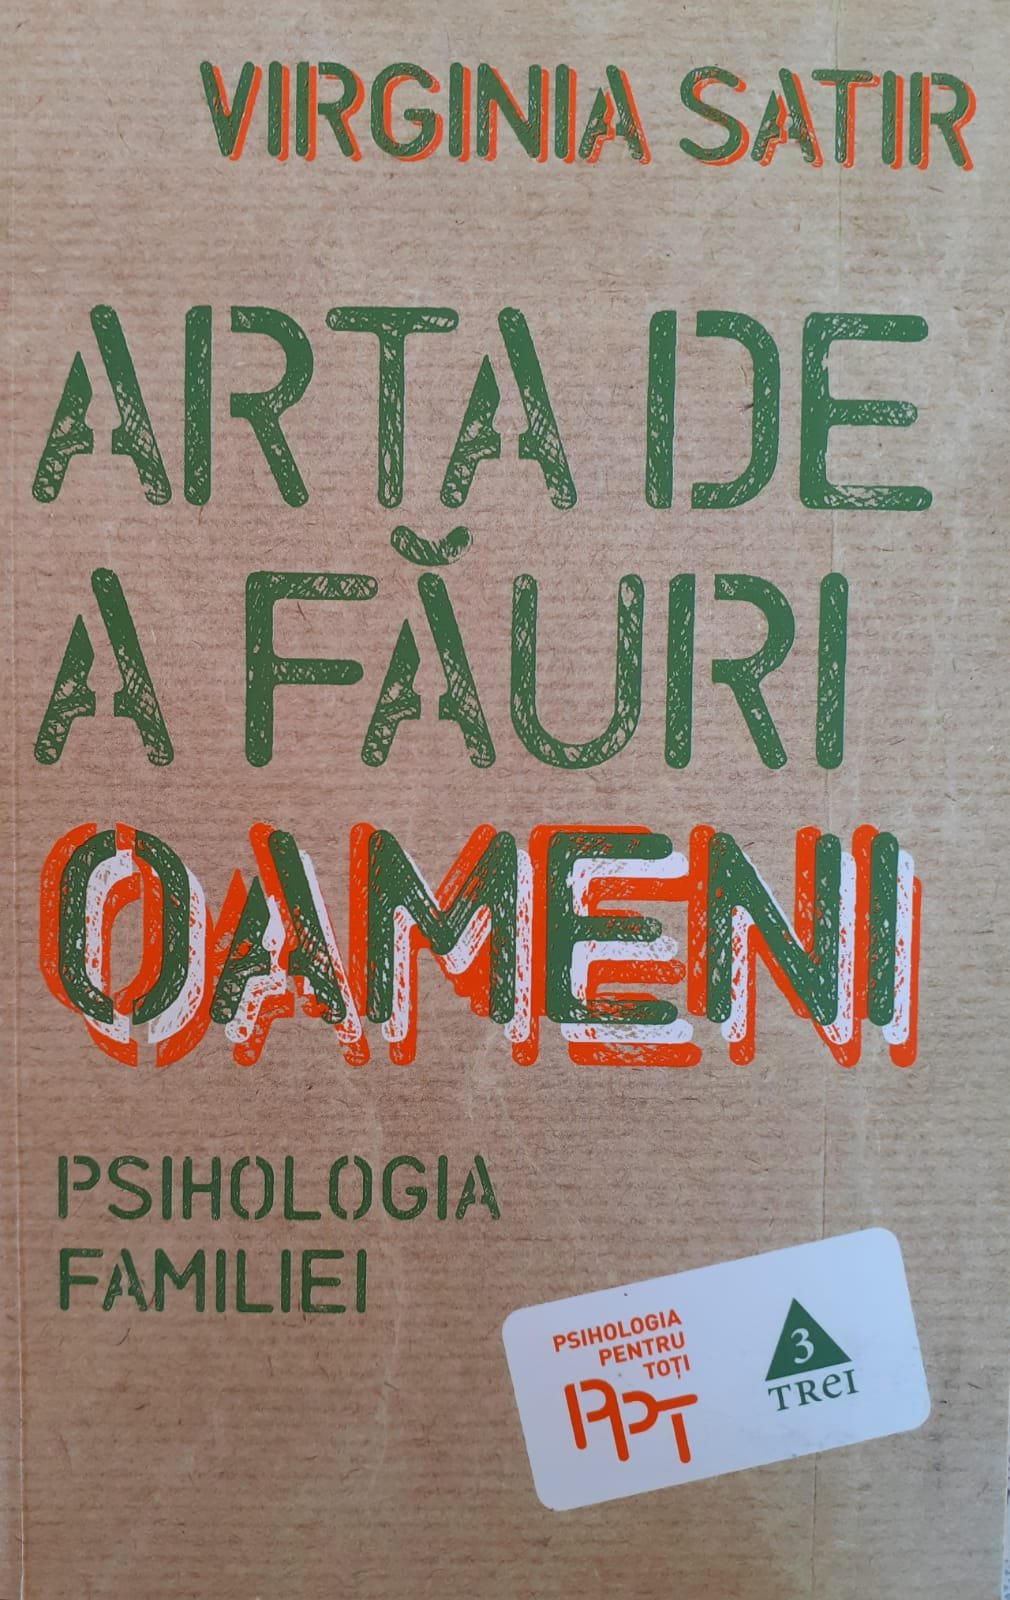 VIRGINIA SATIR
ARTA DE
A FĂURI
OAMENI
PSIHOLOGIA
FAMILIEI
PSIHOLOGIA
PENTRU
TOȚI
PPT
3
TREI